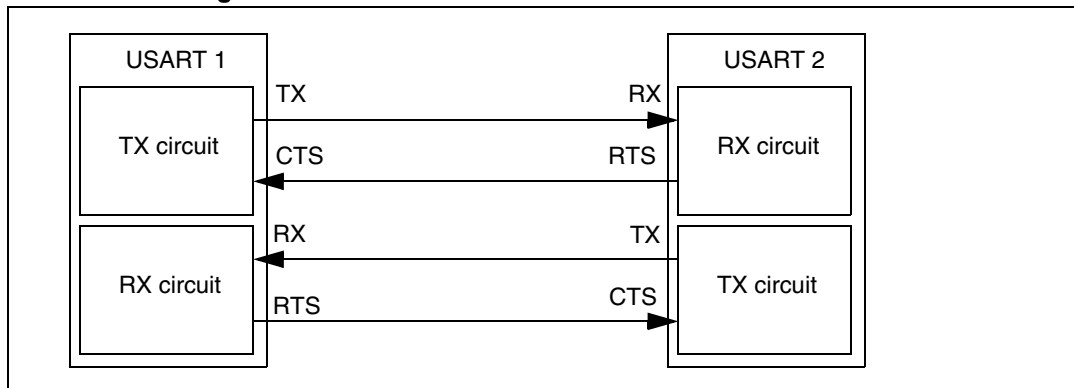 USART 1
USART 2
TX
RX
TX circuit
RX circuit
CTS
RTS
RX
TX
RX circuit
TX circuit
RTS
CTS